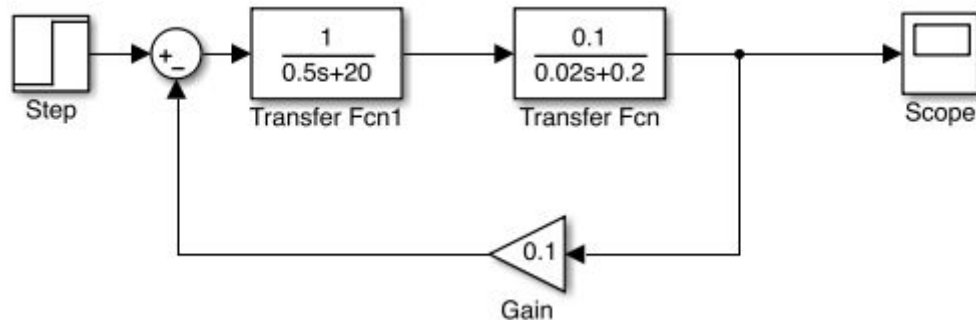 +
−
1
0.5s+20
0.1
0.02s+0.2
Step
Transfer Fcn1
Transfer Fcn
Scope
0.1
Gain